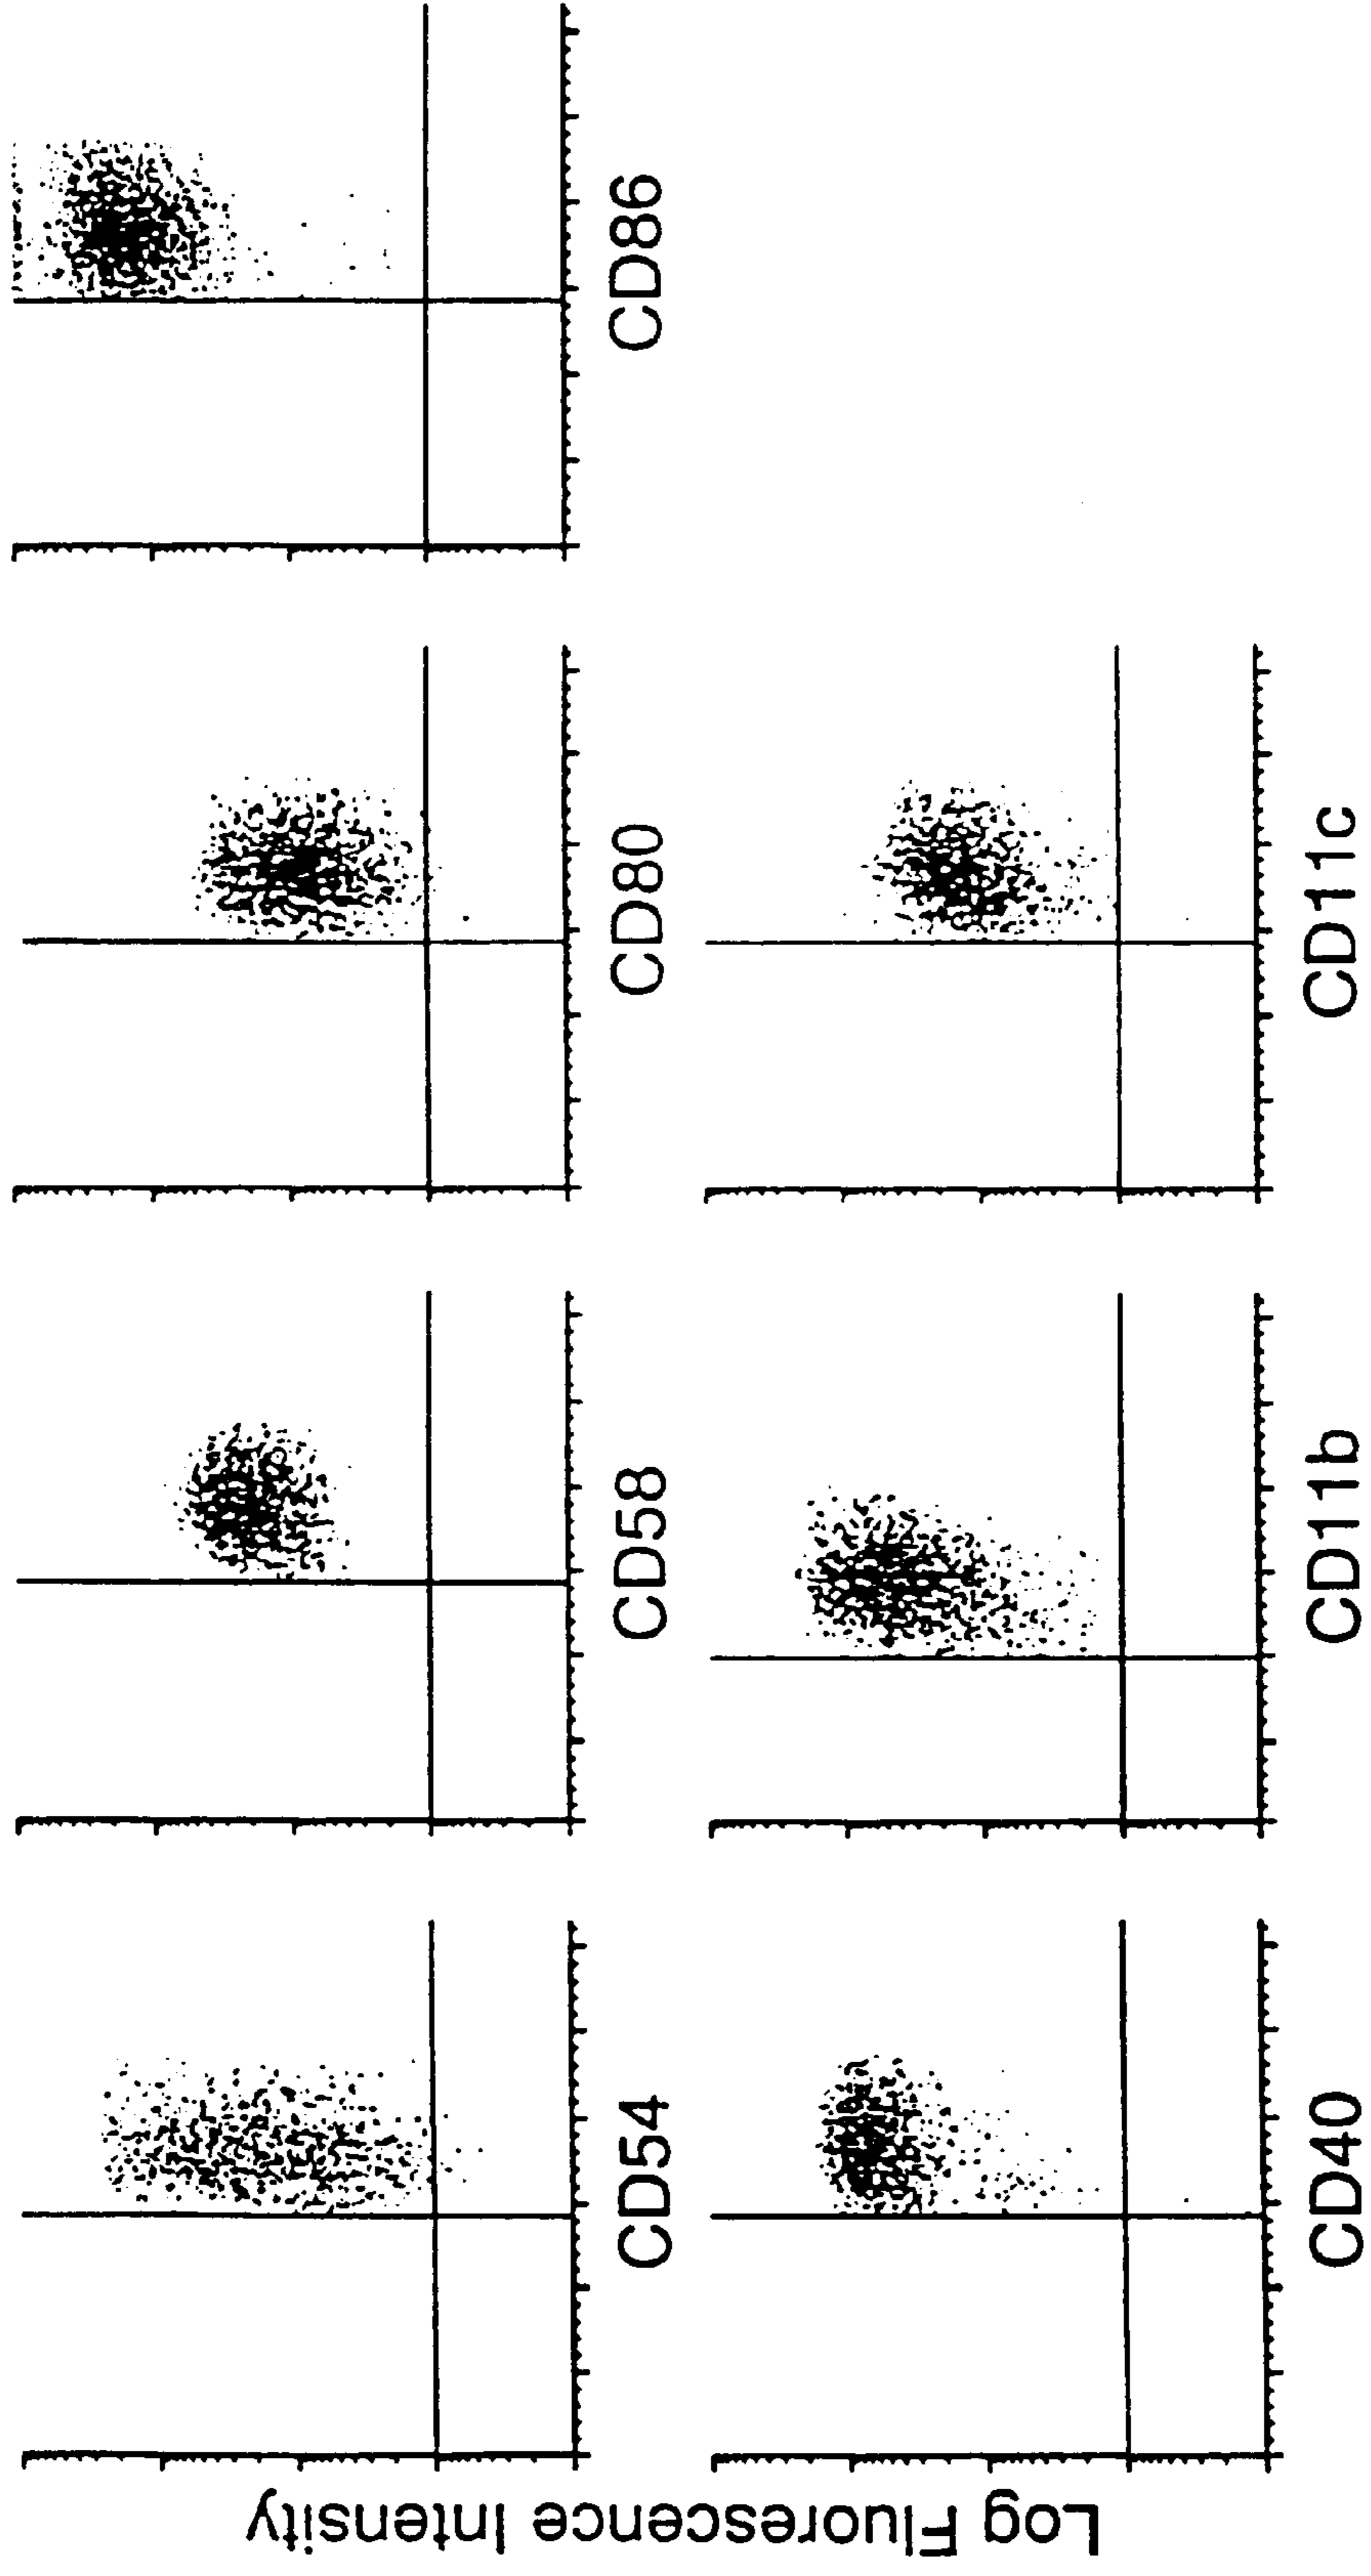 Log Fluorescence Intensity
CD54
CD58
CD80
CD86
CD40
CD11b
CD11c